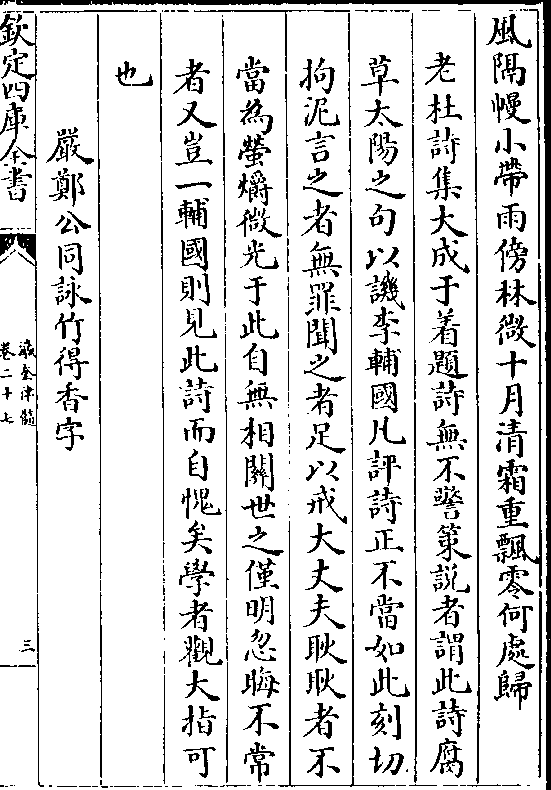 風隔幔小帶雨傍林微十月清霜重飄零何處歸
老杜詩集大成于着題詩無不警策說者謂此詩腐
草太陽之句以譏李輔國凡評詩正不當如此刻切
拘泥言之者無罪聞之者足以戒大丈夫耿耿者不
當為螢爝微光于此自無相關世之僅明忽晦不常
者又豈一輔國則見此詩而自愧矣學者觀大指可
也
嚴鄭公同詠竹得香字
欽定四庫全書
瀛奎律髓
卷二十七
三